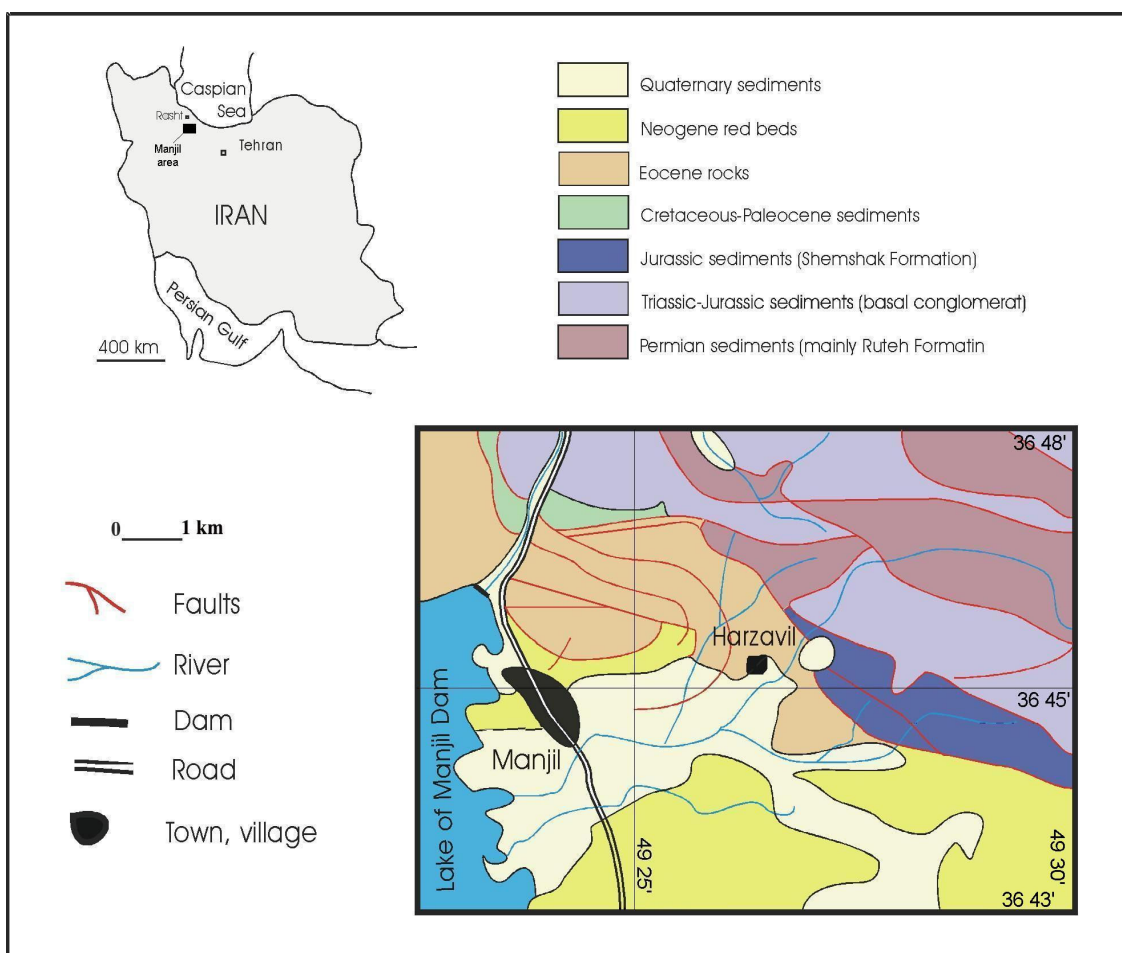 Caspian
Sea
Rasht
Manjil
area
Tehran
IRAN
Persian Gulf
400 km
Quaternary sediments
Neogene red beds
Eocene rocks
Cretaceous-Paleocene sediments
Jurassic sediments (Shemshak Formation)
Triassic-Jurassic sediments (basal conglomerat)
Permian sediments (mainly Ruteh Formatin
0 1 km
Faults
River
Dam
Road
Town, village
36 48'
Harzavil
36 45'
Manjil
Lake of Manjil Dam
49 25'
49 30'
36 43'